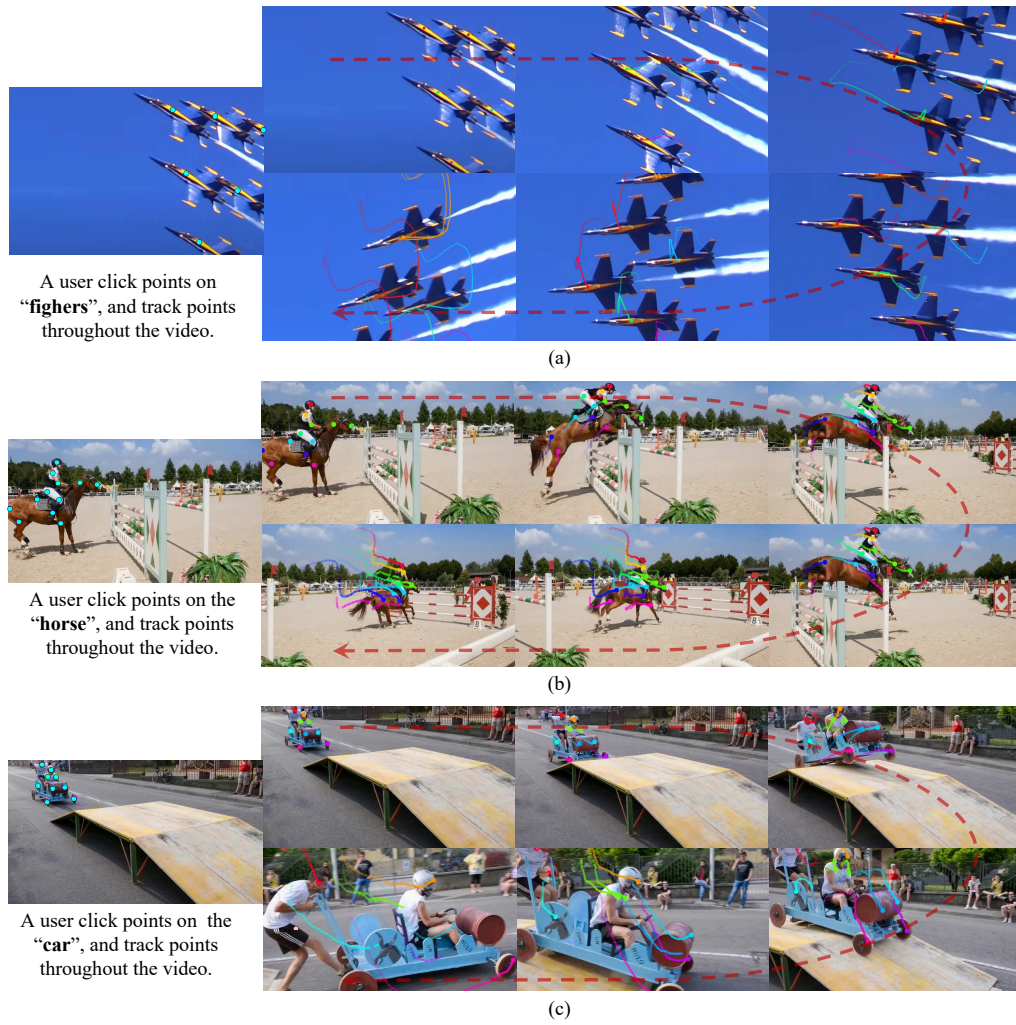 A user click points on
“fighers”, and track points
throughout the video.
(a)
A user click points on the
“horse”, and track points
throughout the video.
(b)
A user click points on the
“car”, and track points
throughout the video.
(c)